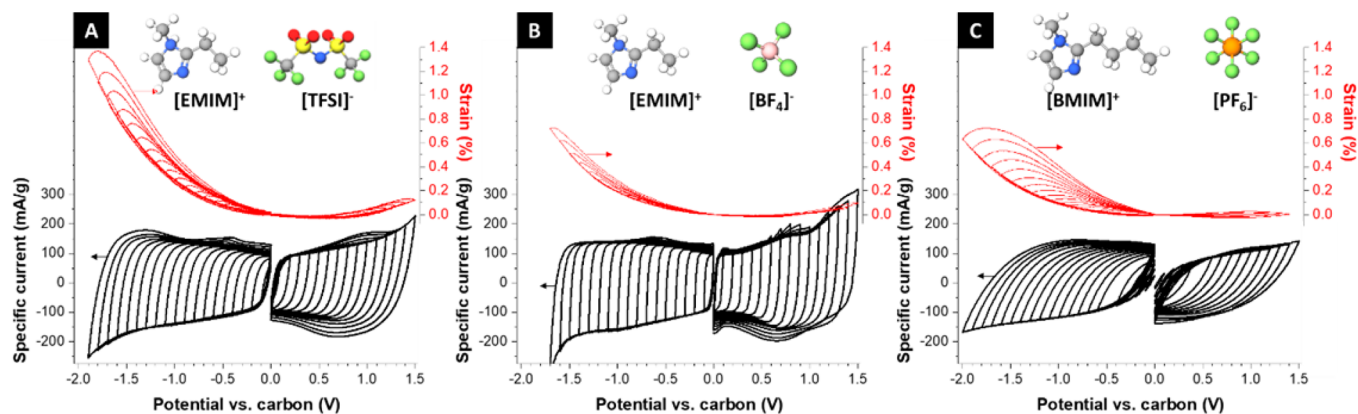 A
[EMIM]+
[TFSI]-
Strain (%)
1.4
1.2
1.0
0.8
0.6
0.4
0.2
0.0
Specific current (mA/g)
300
200
100
0
-100
-200
-2.0 -1.5 -1.0 -0.5 0.0 0.5 1.0 1.5
Potential vs. carbon (V)
B
[EMIM]+
[BF4]-
Strain (%)
1.4
1.2
1.0
0.8
0.6
0.4
0.2
0.0
Specific current (mA/g)
300
200
100
0
-100
-200
-2.0 -1.5 -1.0 -0.5 0.0 0.5 1.0 1.5
Potential vs. carbon (V)
C
[BMIM]+
[PF6]-
Strain (%)
1.4
1.2
1.0
0.8
0.6
0.4
0.2
0.0
Specific current (mA/g)
300
200
100
0
-100
-200
-2.0 -1.5 -1.0 -0.5 0.0 0.5 1.0 1.5
Potential vs. carbon (V)